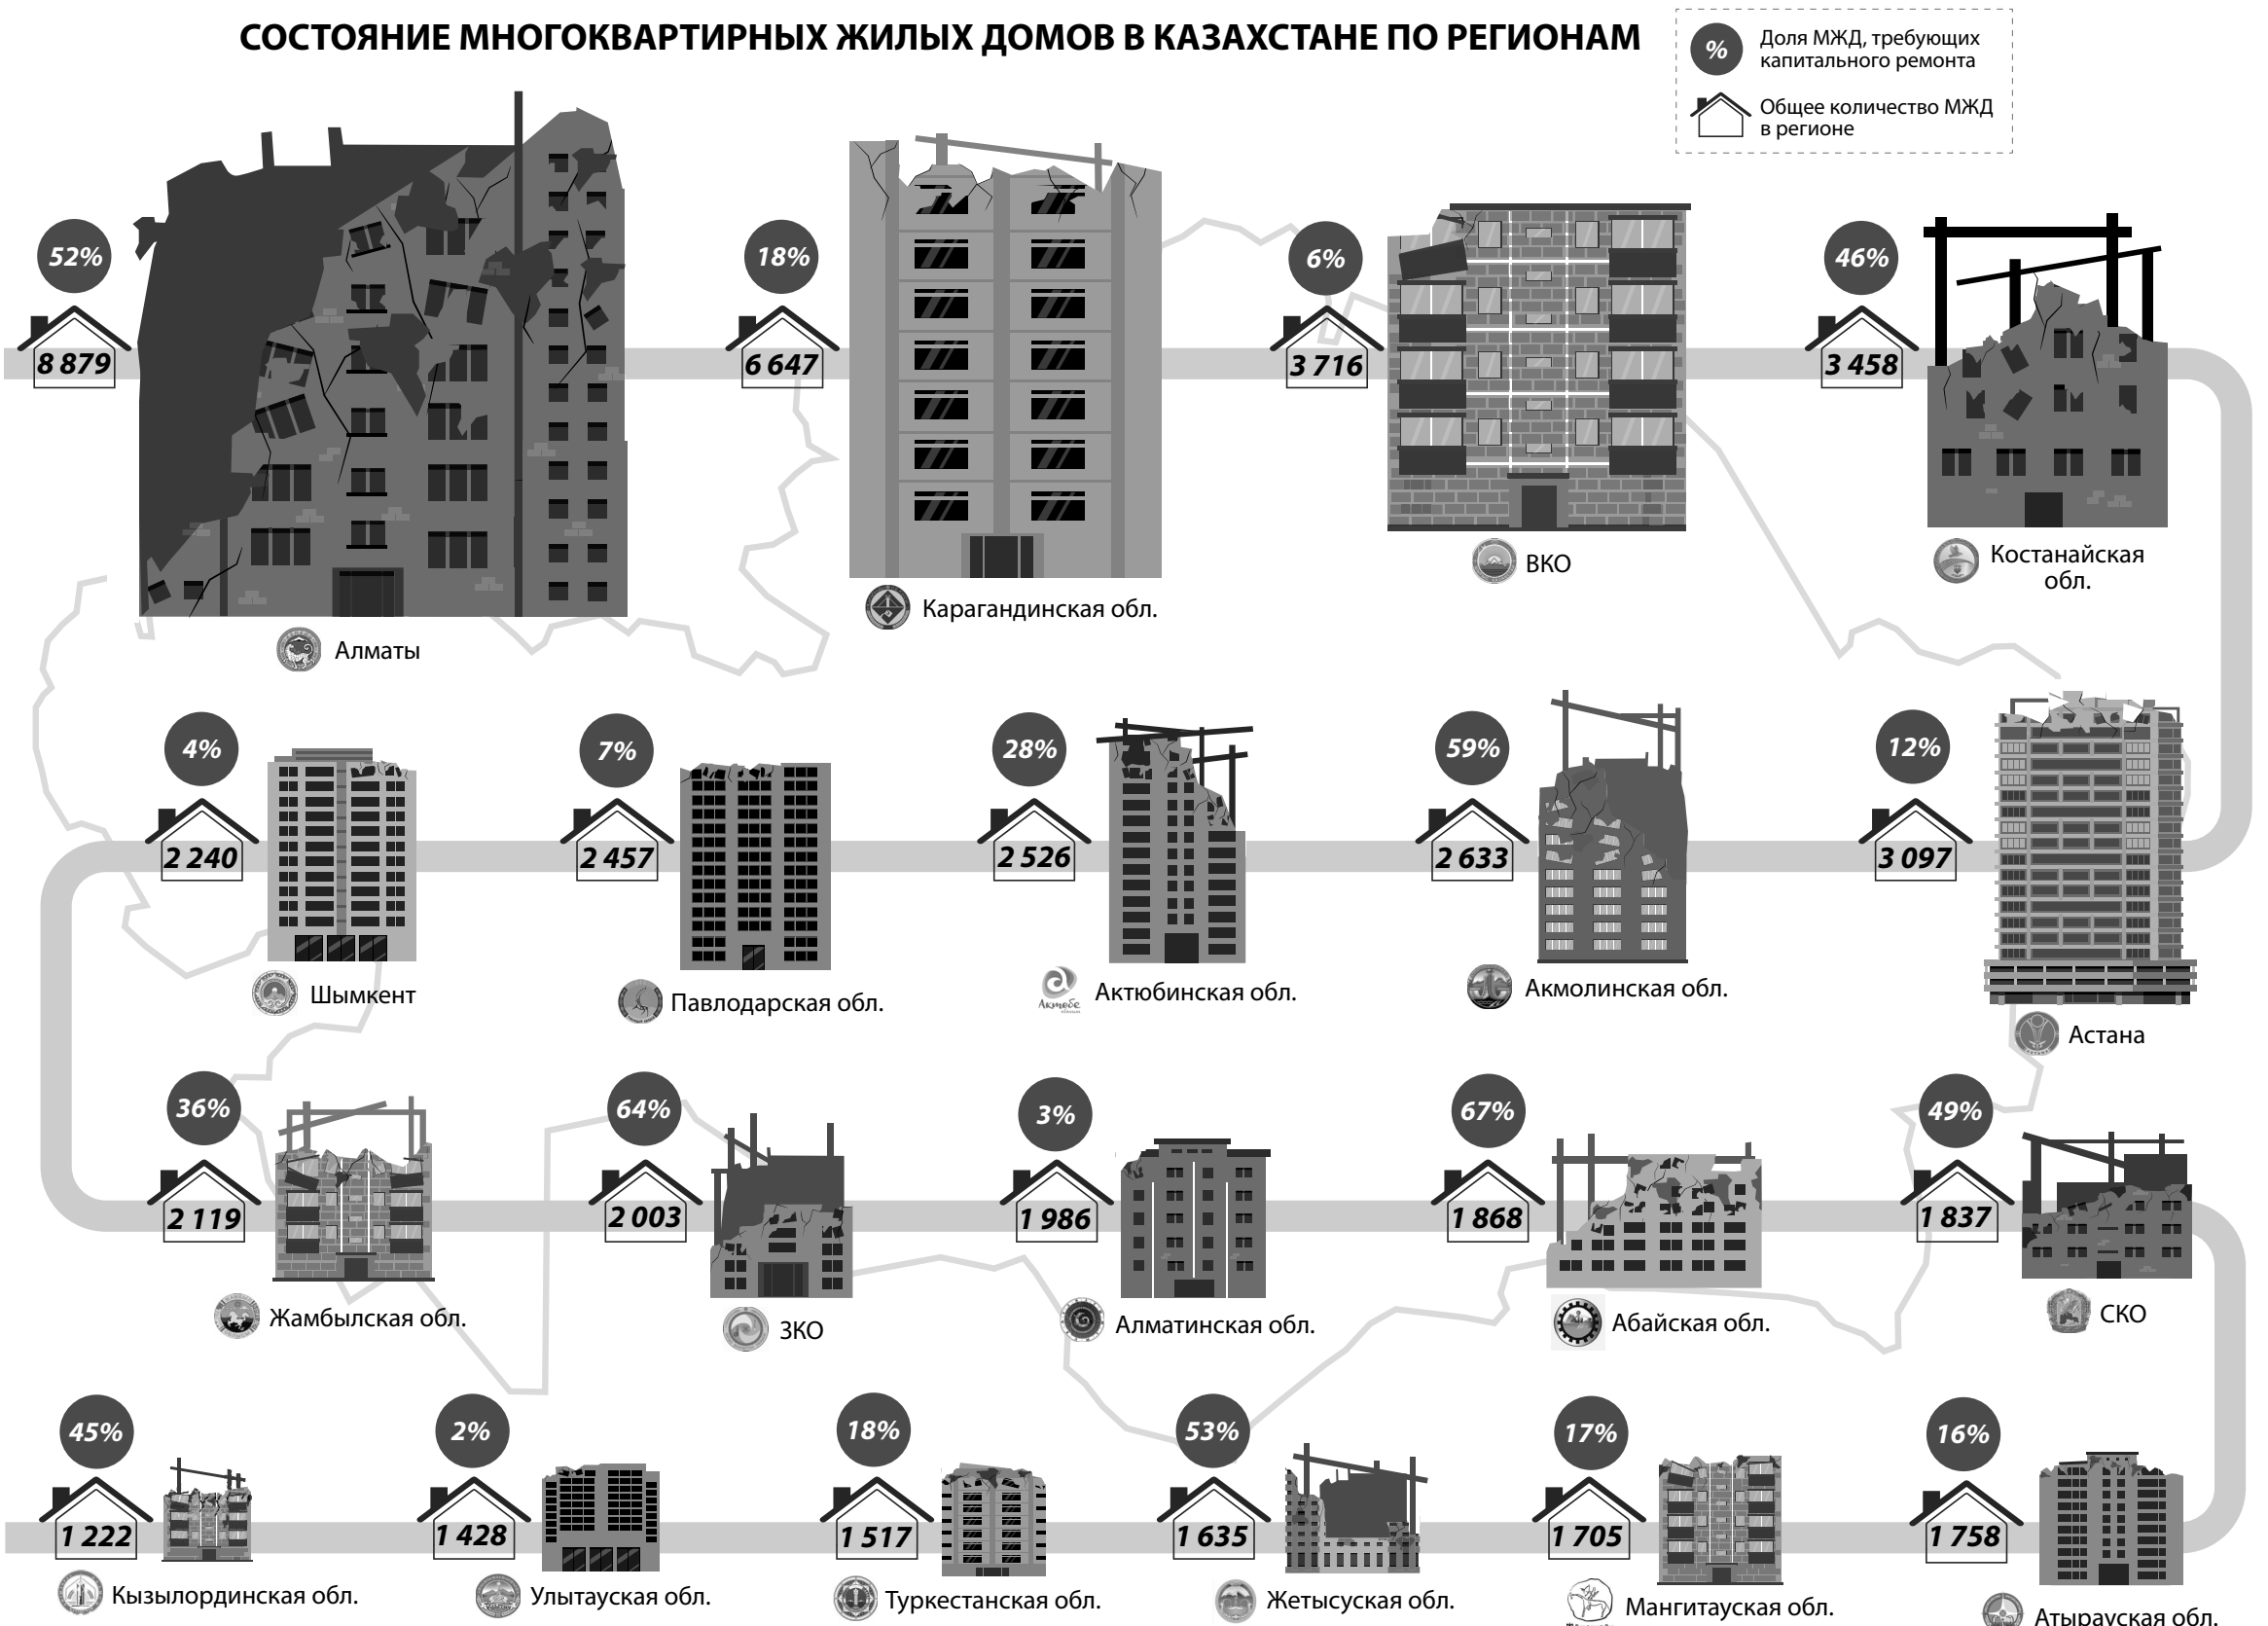 СОСТОЯНИЕ МНОГОКВАРТИРНЫХ ЖИЛЫХ ДОМОВ В КАЗАХСТАНЕ ПО РЕГИОНАМ
%
Доля МЖД, требующих
капитального ремонта
Общее количество МЖД
в регионе
52%
8 879
Алматы
18%
6 647
Карагандинская обл.
6%
3 716
ВКО
46%
3 458
Костанайская
обл.
4%
2 240
Шымкент
7%
2 457
Павлодарская обл.
28%
2 526
Актобе
Актюбинская обл.
59%
2 633
Акмолинская обл.
12%
3 097
Астана
36%
2 119
Жамбылская обл.
64%
2 003
ЗКО
3%
1 986
Алматинская обл.
67%
1 868
Абайская обл.
49%
1 837
СКО
45%
1 222
Кызылординская обл.
2%
1 428
Улытауская обл.
18%
1 517
Туркестанская обл.
53%
1 635
Жетысуская обл.
17%
1 705
Мангитауская обл.
16%
1 758
Атырауская обл.